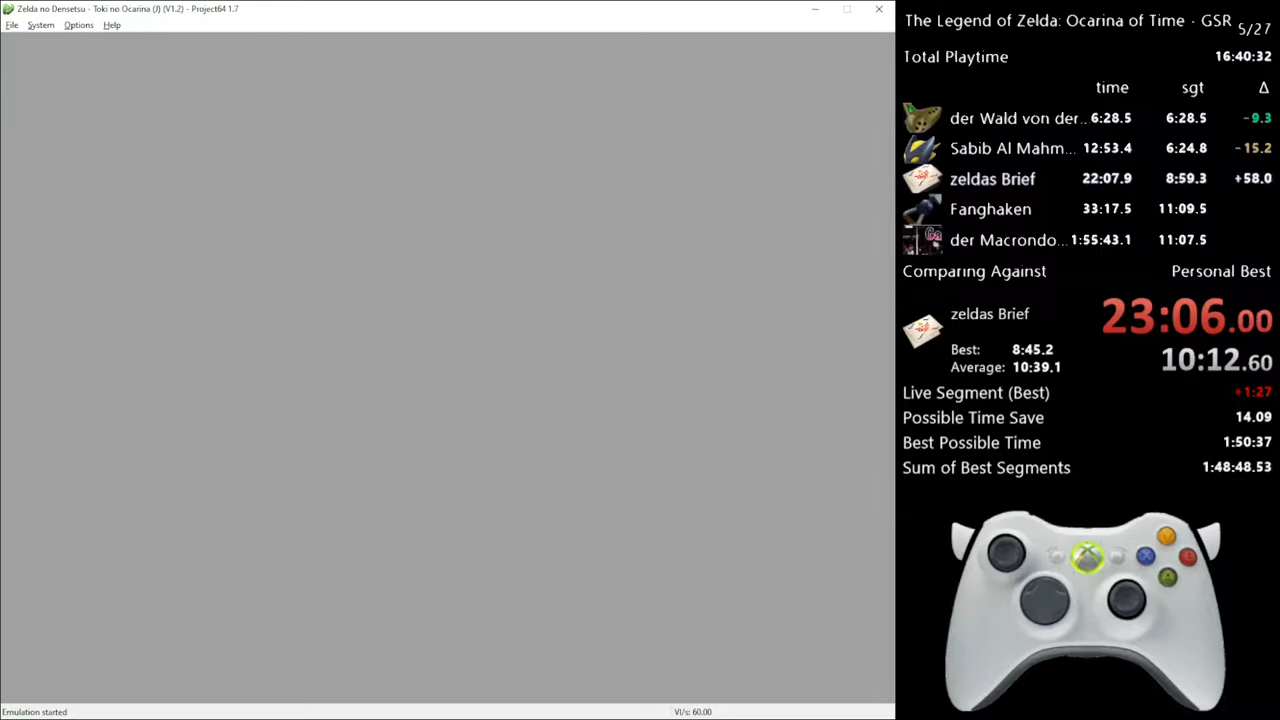 Zelda no Densetsu - Toki no Ocarina (J) (V1.2) - Project64 1.7
File System Options Help
Emulation started VI/s: 60.00
The Legend of Zelda: Ocarina of Time · GSR 5/27
Total Playtime 16:40:32
time sgt Δ
der Wald von der.. 6:28.5 6:28.5 -9.3
Sabib Al Mahm... 12:53.4 6:24.8 -15.2
zeldas Brief 22:07.9 8:59.3 +58.0
Fanghaken 33:17.5 11:09.5
der Macrondo... 1:55:43.1 11:07.5
Comparing Against Personal Best
zeldas Brief 23:06.00
Best: 8:45.2 10:12.60
Average: 10:39.1
Live Segment (Best) +1:27
Possible Time Save 14.09
Best Possible Time 1:50:37
Sum of Best Segments 1:48:48.53